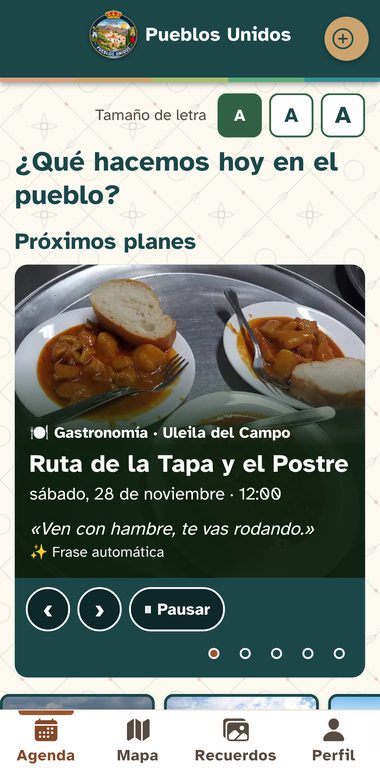 PUEBLOS UNIDOS
Pueblos Unidos
Tamaño de letra A A A
¿Qué hacemos hoy en el
pueblo?
Próximos planes
Gastronomía · Uleila del Campo
Ruta de la Tapa y el Postre
sábado, 28 de noviembre · 12:00
«Ven con hambre, te vas rodando.»
✨ Frase automática
‹ › Pausar
Agenda Mapa Recuerdos Perfil